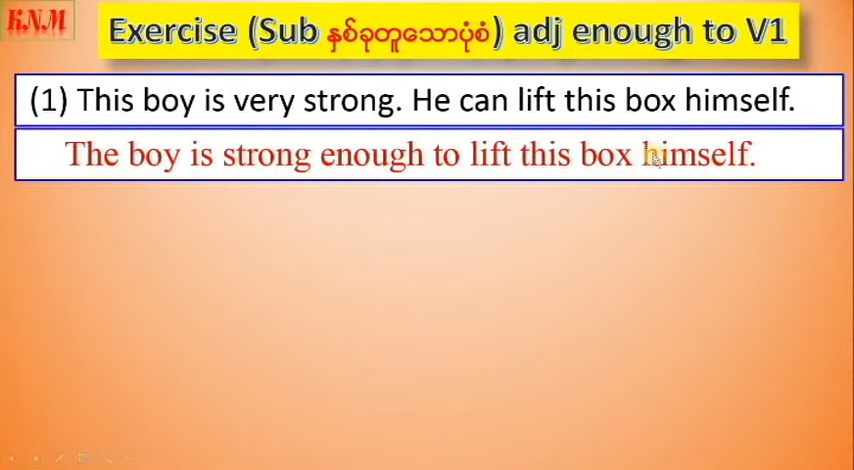 K.N.M
Exercise (Sub နှစ်ခုတူသောပုံစံ) adj enough to V1
(1) This boy is very strong. He can lift this box himself.
The boy is strong enough to lift this box himself.